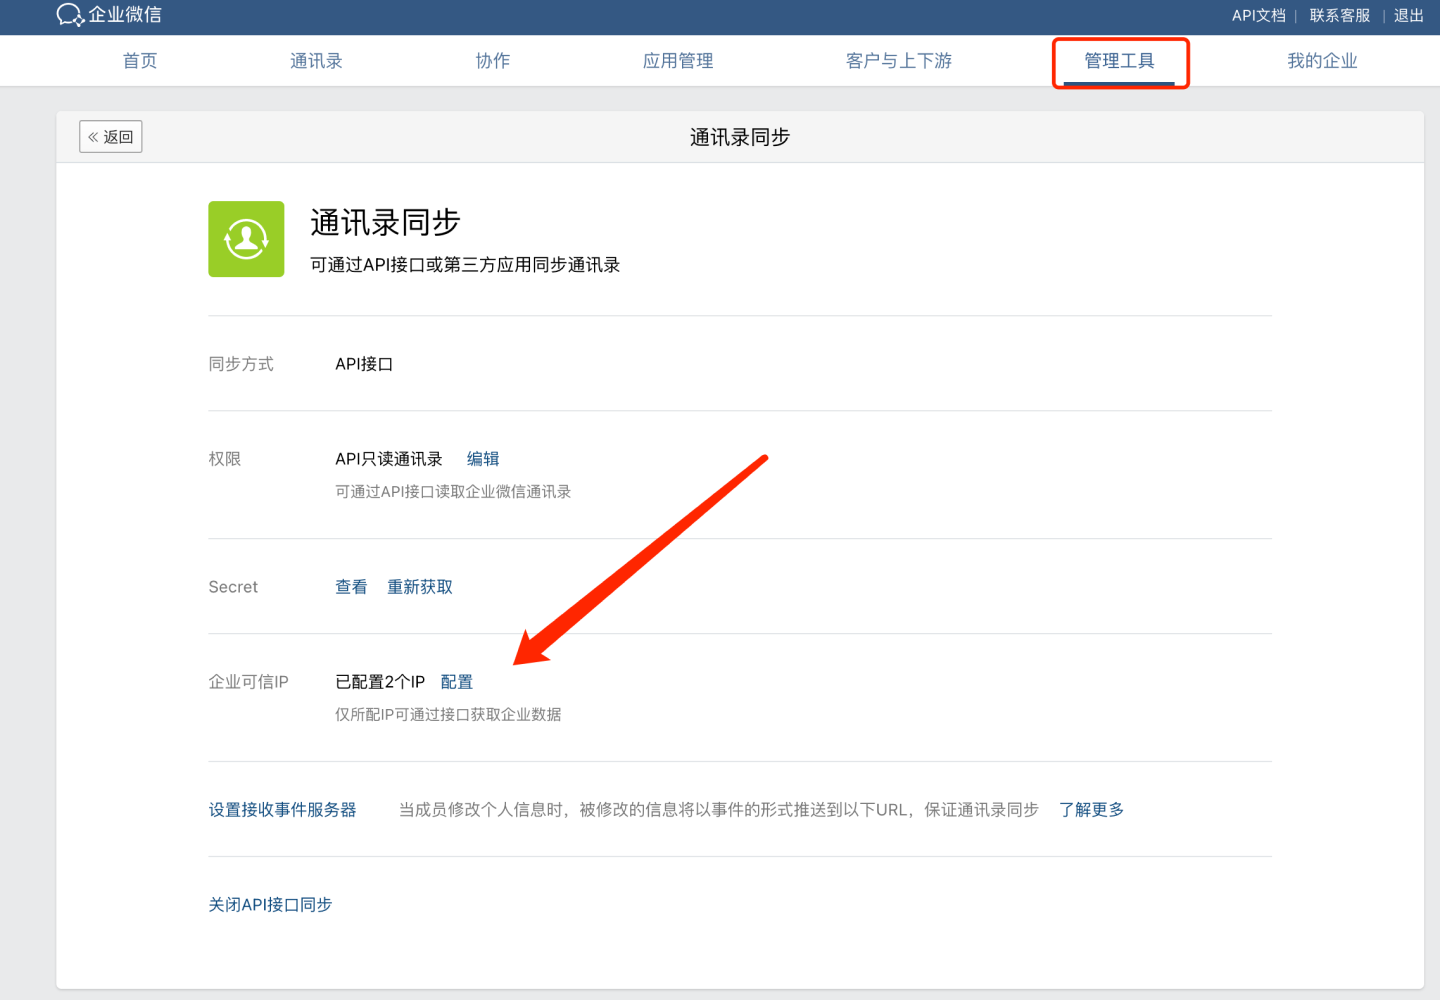 企业微信
API文档 | 联系客服 | 退出
首页 通讯录 协作 应用管理 客户与上下游 管理工具 我的企业
« 返回
通讯录同步
通讯录同步
可通过API接口或第三方应用同步通讯录
同步方式 API接口
权限 API只读通讯录 编辑
可通过API接口读取企业微信通讯录
Secret 查看 重新获取
企业可信IP 已配置2个IP 配置
仅所配IP可通过接口获取企业数据
设置接收事件服务器 当成员修改个人信息时，被修改的信息将以事件的形式推送到以下URL，保证通讯录同步 了解更多
关闭API接口同步